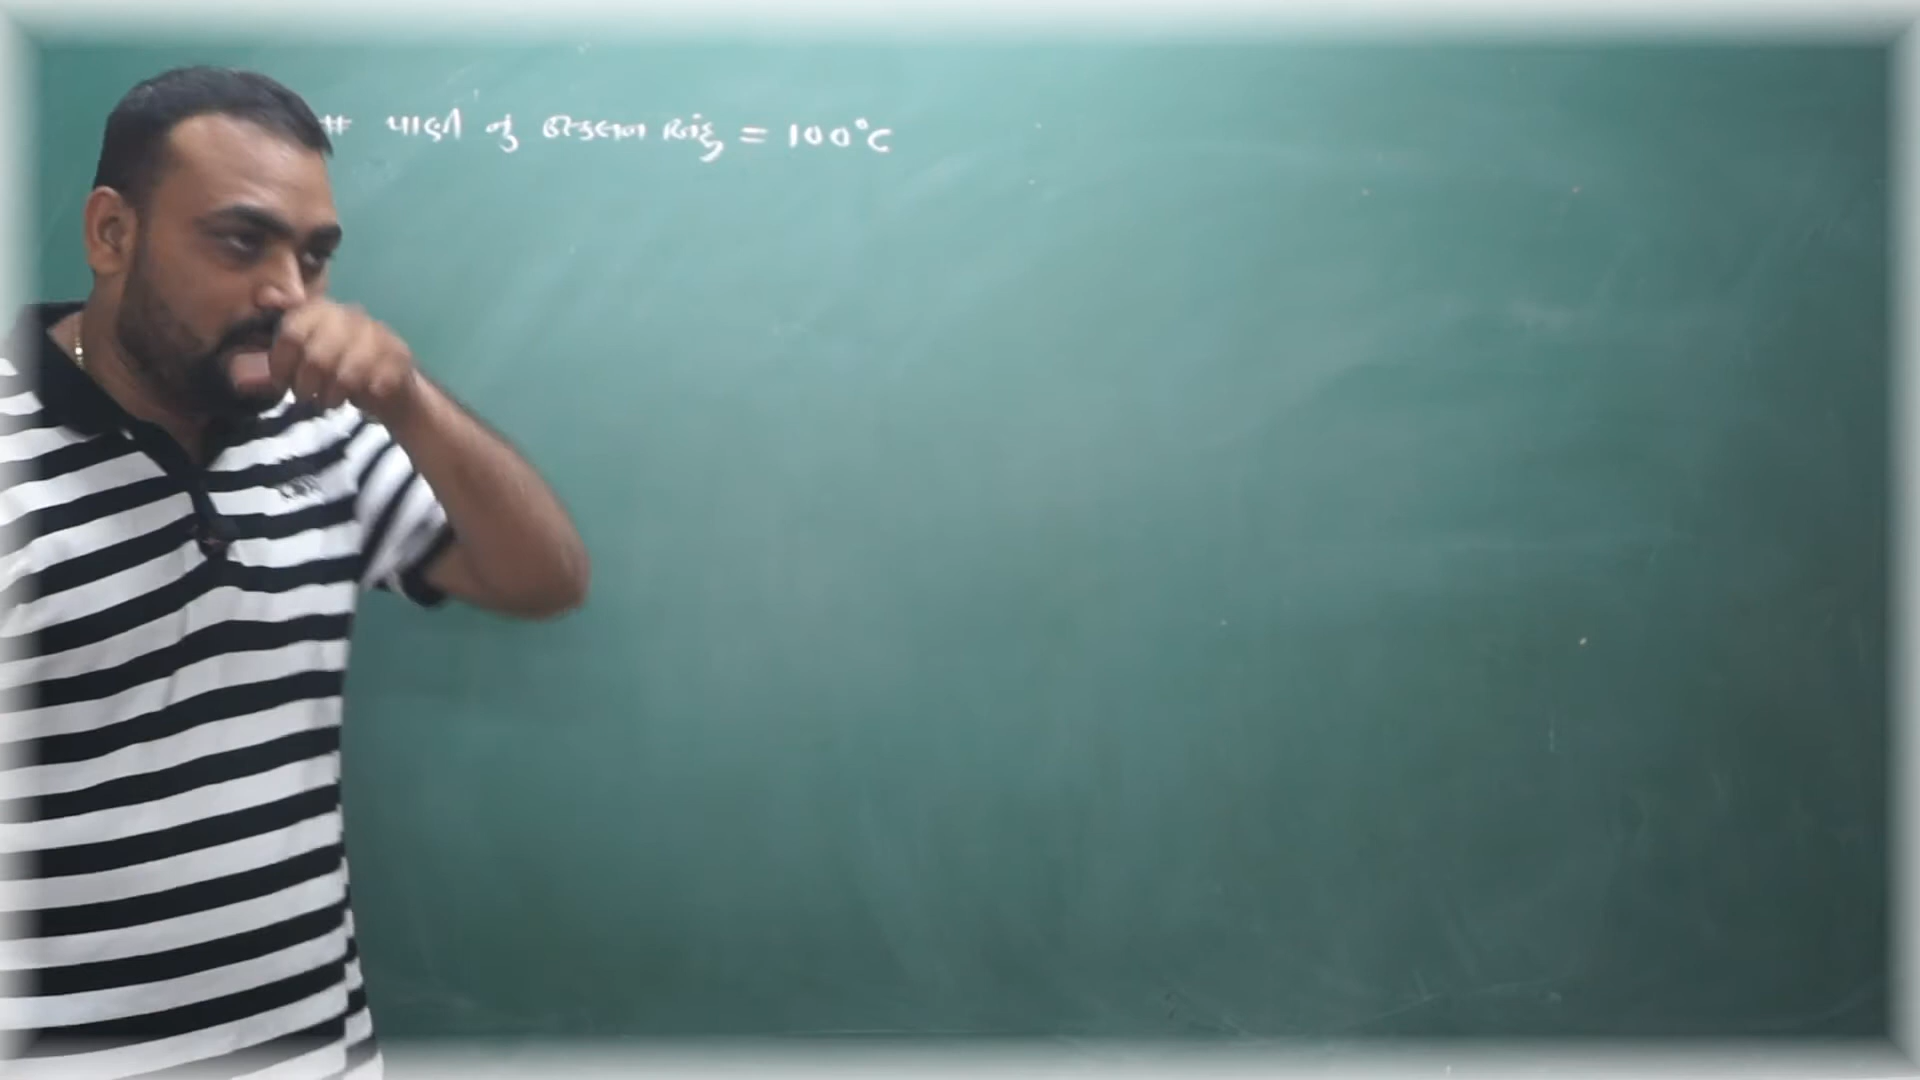 # પાણી નું ઉત્કલન બિંદુ = 100°C